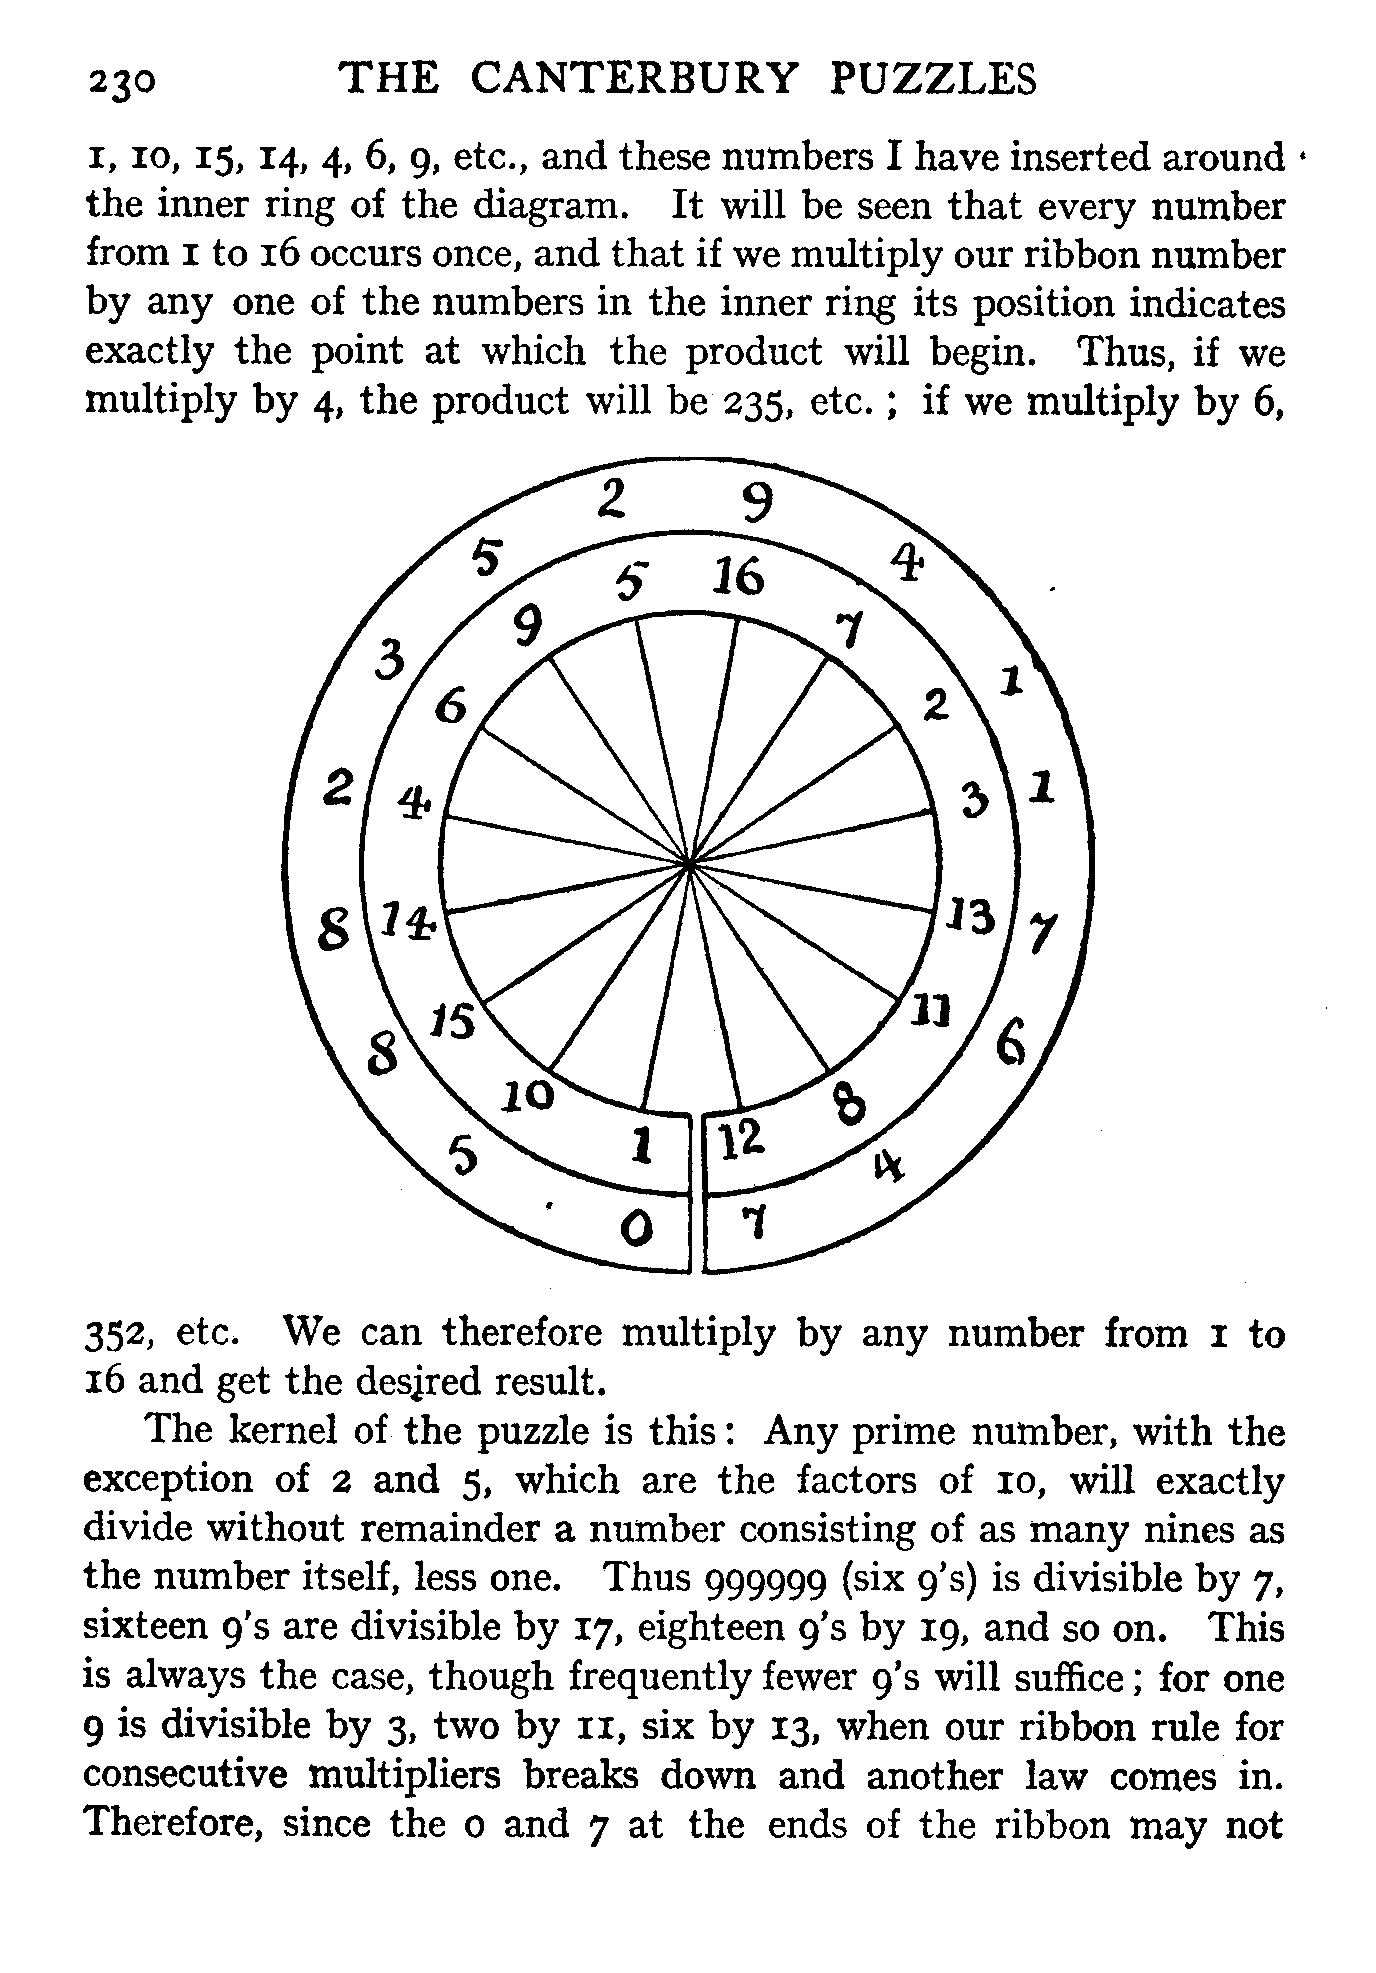 230 THE CANTERBURY PUZZLES
1, 10, 15, 14, 4, 6, 9, etc., and these numbers I have inserted around
the inner ring of the diagram. It will be seen that every number
from 1 to 16 occurs once, and that if we multiply our ribbon number
by any one of the numbers in the inner ring its position indicates
exactly the point at which the product will begin. Thus, if we
multiply by 4, the product will be 235, etc. ; if we multiply by 6,
0 5 8 8 2 3 5 2 9 4 1 1 7 6 4 7
1 10 15 14 4 6 9 5 16 7 2 3 13 11 8 12
352, etc. We can therefore multiply by any number from 1 to
16 and get the desired result.
The kernel of the puzzle is this : Any prime number, with the
exception of 2 and 5, which are the factors of 10, will exactly
divide without remainder a number consisting of as many nines as
the number itself, less one. Thus 999999 (six 9's) is divisible by 7,
sixteen 9's are divisible by 17, eighteen 9's by 19, and so on. This
is always the case, though frequently fewer 9's will suffice ; for one
9 is divisible by 3, two by 11, six by 13, when our ribbon rule for
consecutive multipliers breaks down and another law comes in.
Therefore, since the 0 and 7 at the ends of the ribbon may not